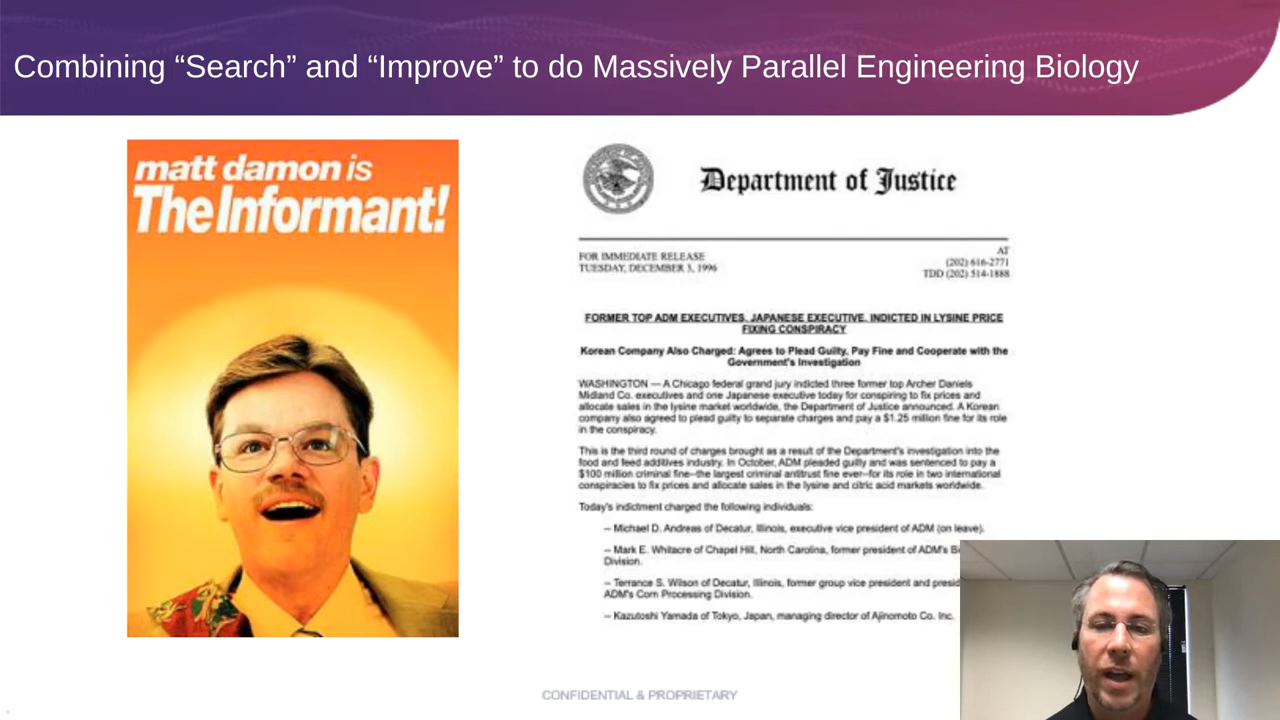 Combining “Search” and “Improve” to do Massively Parallel Engineering Biology
matt damon is
The Informant!
Department of Justice
FOR IMMEDIATE RELEASE
TUESDAY, DECEMBER 3, 1996
AT
(202) 616-2771
TDD (202) 514-1888
FORMER TOP ADM EXECUTIVES, JAPANESE EXECUTIVE, INDICTED IN LYSINE PRICE
FIXING CONSPIRACY
Korean Company Also Charged: Agrees to Plead Guilty, Pay Fine and Cooperate with the
Government's Investigation
WASHINGTON — A Chicago federal grand jury indicted three former top Archer Daniels
Midland Co. executives and one Japanese executive today for conspiring to fix prices and
allocate sales in the lysine market worldwide, the Department of Justice announced. A Korean
company also agreed to plead guilty to separate charges and pay a $1.25 million fine for its role
in the conspiracy.
This is the third round of charges brought as a result of the Department's investigation into the
food and feed additives industry. In October, ADM pleaded guilty and was sentenced to pay a
$100 million criminal fine--the largest criminal antitrust fine ever--for its role in two international
conspiracies to fix prices and allocate sales in the lysine and citric acid markets worldwide.
Today's indictment charged the following individuals:
-- Michael D. Andreas of Decatur, Illinois, executive vice president of ADM (on leave).
-- Mark E. Whitacre of Chapel Hill, North Carolina, former president of ADM's
Division.
-- Terrance S. Wilson of Decatur, Illinois, former group vice president and
ADM's Corn Processing Division.
-- Kazutoshi Yamada of Tokyo, Japan, managing director of Ajinomoto Co. Inc.
CONFIDENTIAL & PROPRIETARY